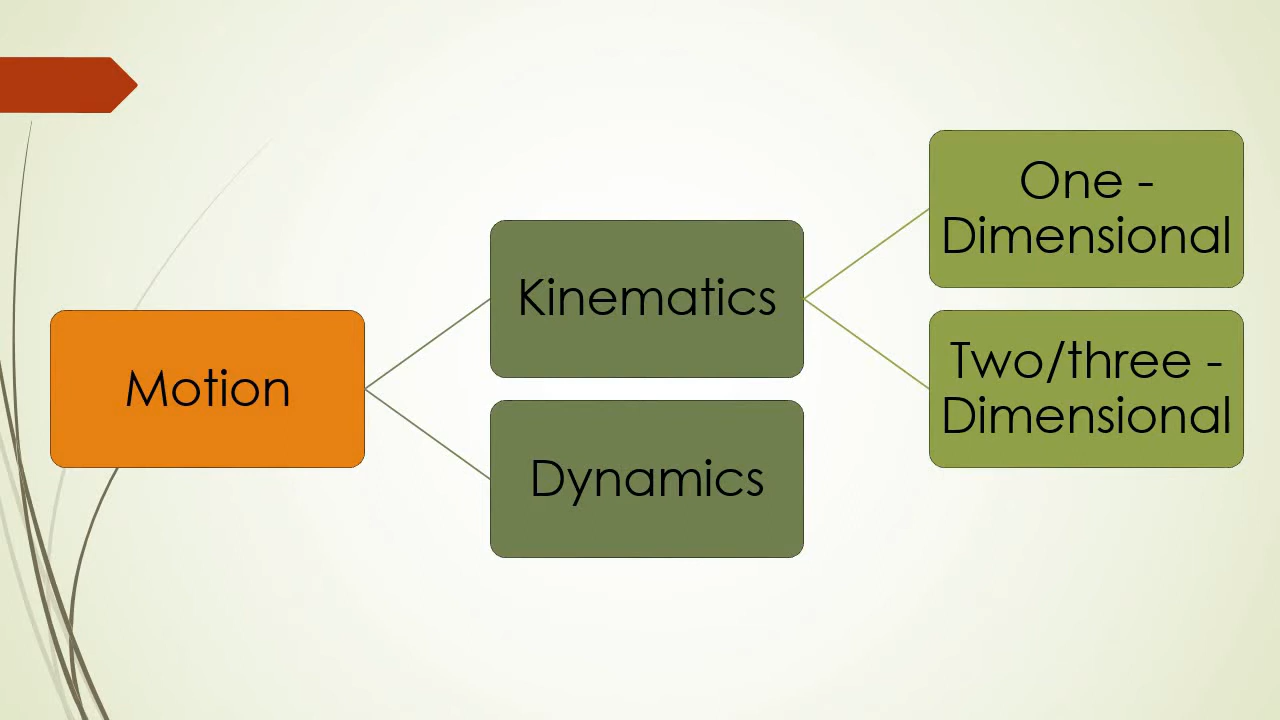 Motion
Kinematics
Dynamics
One -
Dimensional
Two/three -
Dimensional